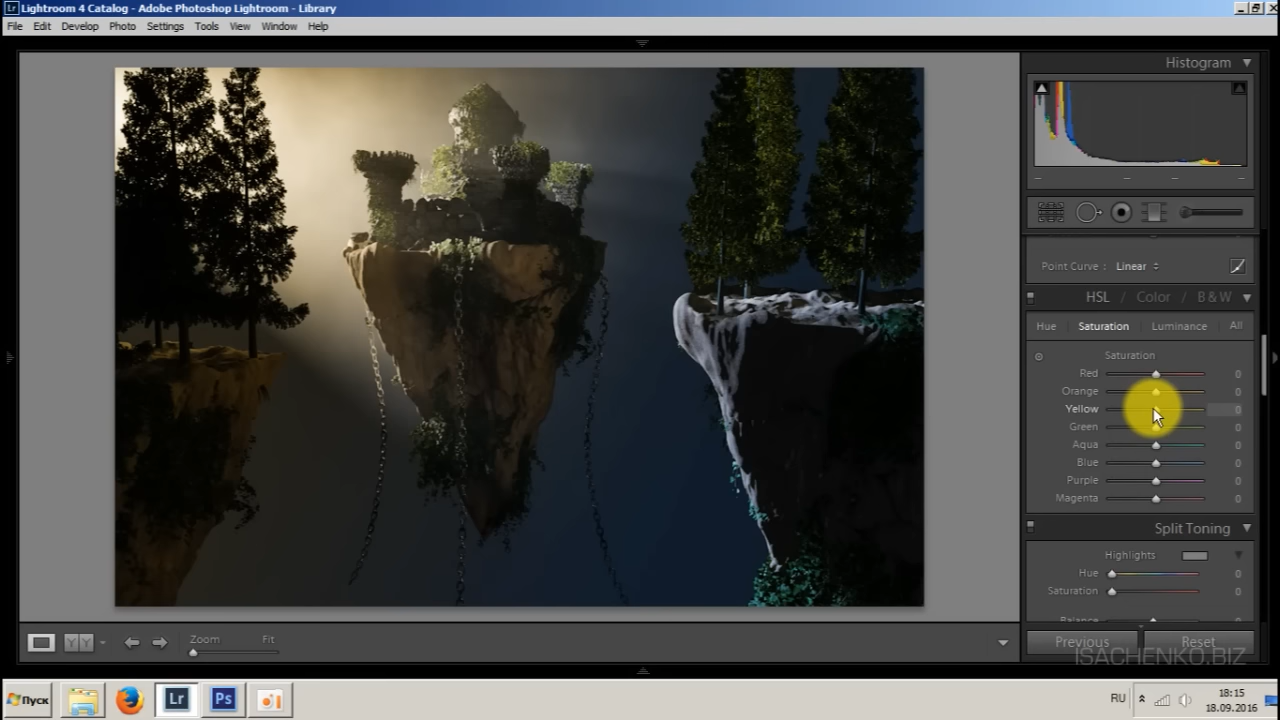 Lightroom 4 Catalog - Adobe Photoshop Lightroom - Library
File Edit Develop Photo Settings Tools View Window Help
Histogram
Point Curve : Linear
HSL / Color / B & W
Hue Saturation Luminance All
Saturation
Red 0
Orange 0
Yellow 0
Green 0
Aqua 0
Blue 0
Purple 0
Magenta 0
Split Toning
Highlights
Hue 0
Saturation 0
Balance
Zoom Fit
Previous Reset
ISACHENKO.BIZ
Пуск
Lr Ps
RU
18:15
18.09.2016